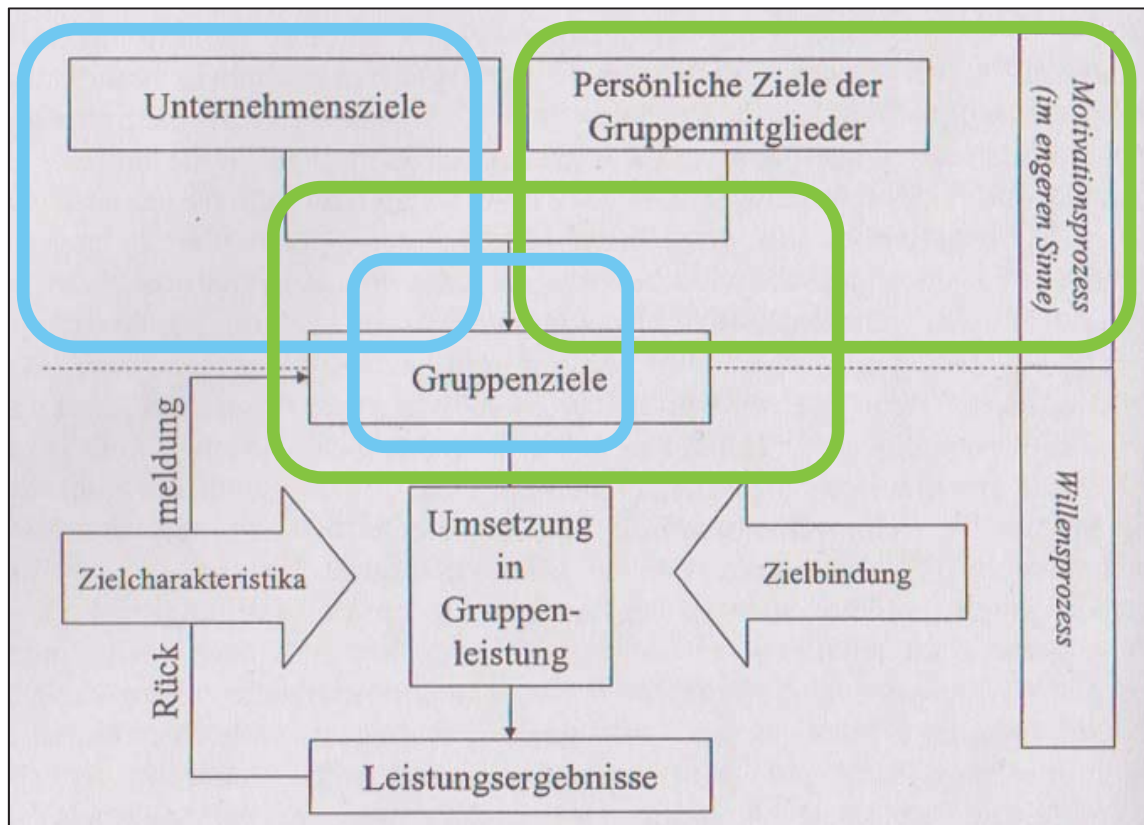 Unternehmensziele
Persönliche Ziele der
Gruppenmitglieder
Motivationsprozess
(im engeren Sinne)
Gruppenziele
Rück meldung
Zielcharakteristika
Umsetzung
in
Gruppen-
leistung
Zielbindung
Willensprozess
Leistungsergebnisse